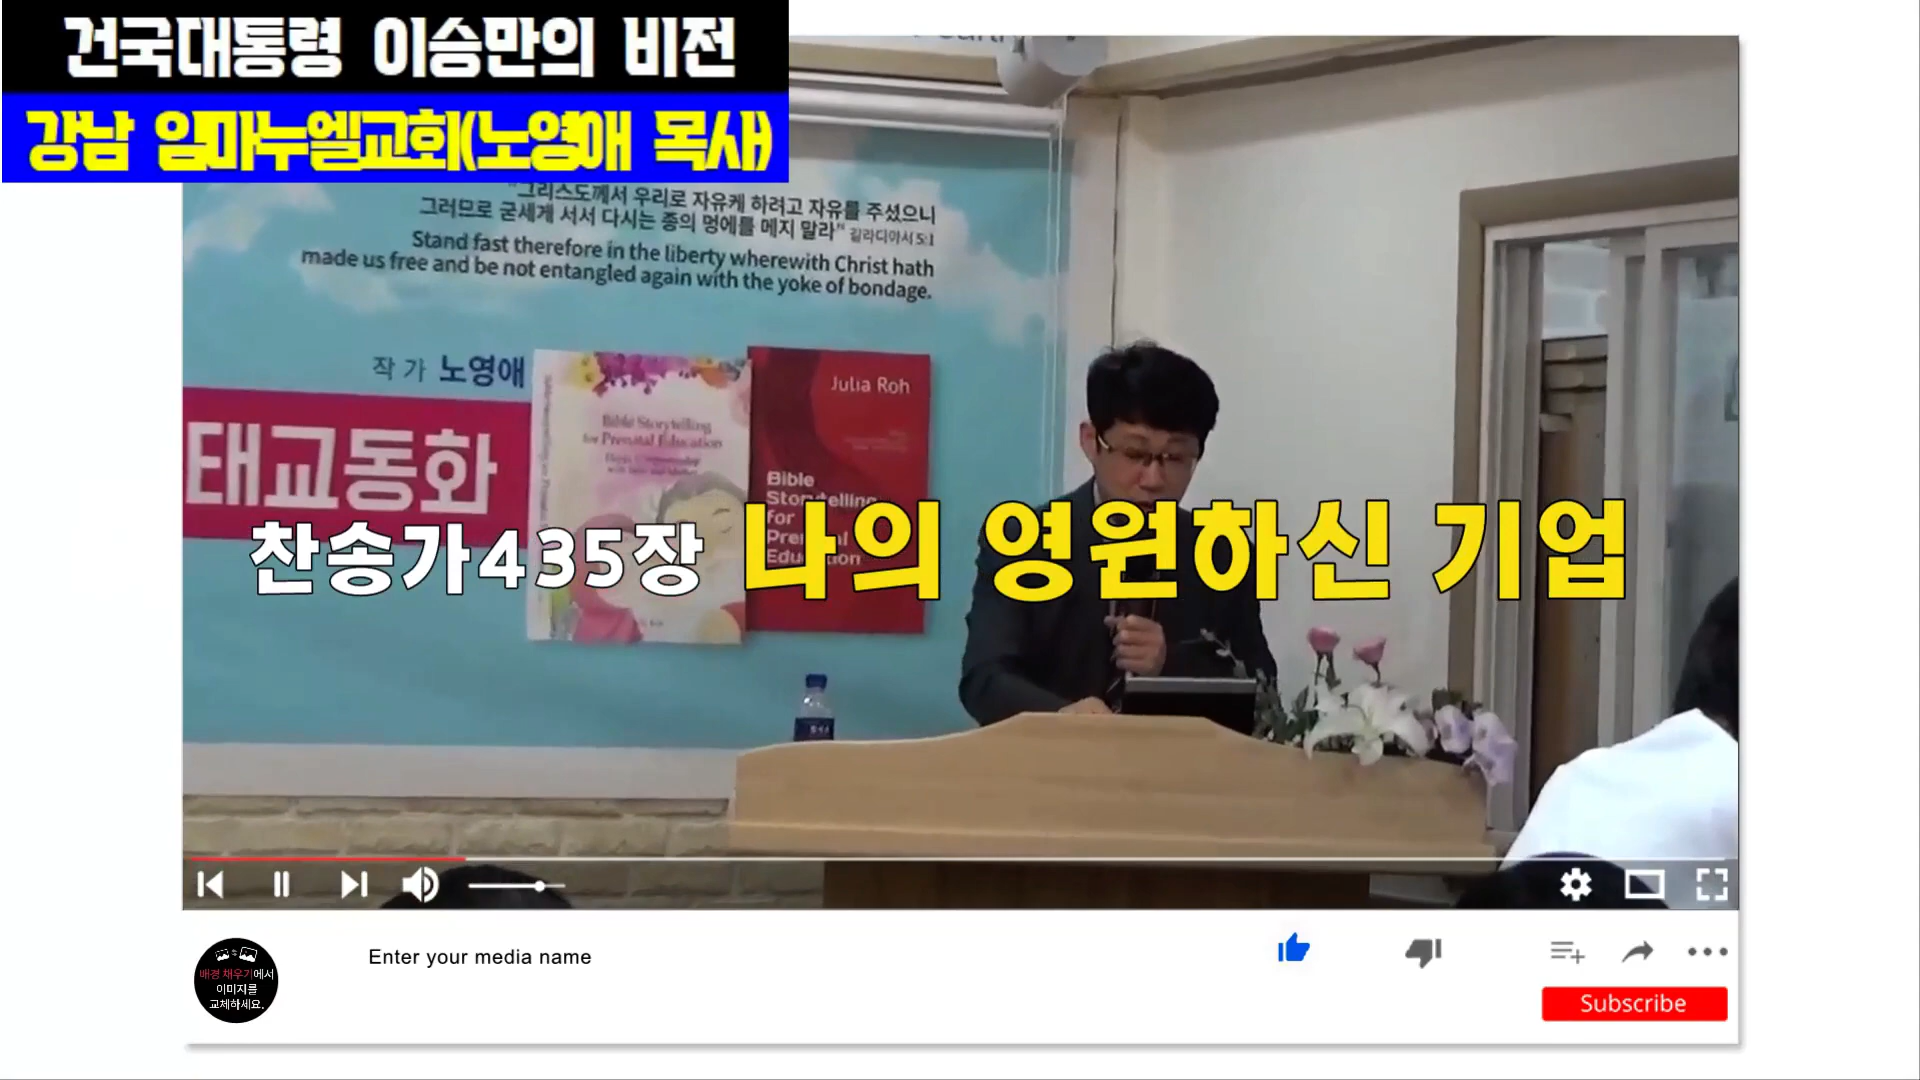 건국대통령 이승만의 비전
강남 임마누엘교회(노영애 목사)
"그리스도께서 우리로 자유케 하려고 자유를 주셨으니
그러므로 굳세게 서서 다시는 종의 멍에를 메지 말라" 갈라디아서 5:1
Stand fast therefore in the liberty wherewith Christ hath
made us free and be not entangled again with the yoke of bondage.
작가 노영애
태교동화
Bible Storytelling
for Prenatal Education
Julia Roh
Bible
Storytelling
for
Prenatal
Education
찬송가435장 나의 영원하신 기업
Enter your media name
배경 채우기에서
이미지를
교체하세요.
Subscribe